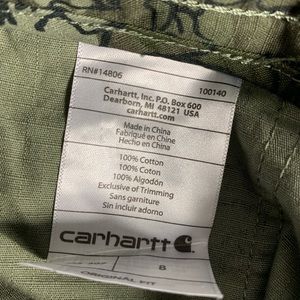 RN#14806 100140
Carhartt, Inc. P.O. Box 600
Dearborn, MI 48121 USA
carhartt.com
Made in China
Fabriqué en Chine
Hecho en China
100% Cotton
100% Coton
100% Algodón
Exclusive of Trimming
Sans garniture
Sin incluir adorno
carhartt
8
ORIGINAL FIT